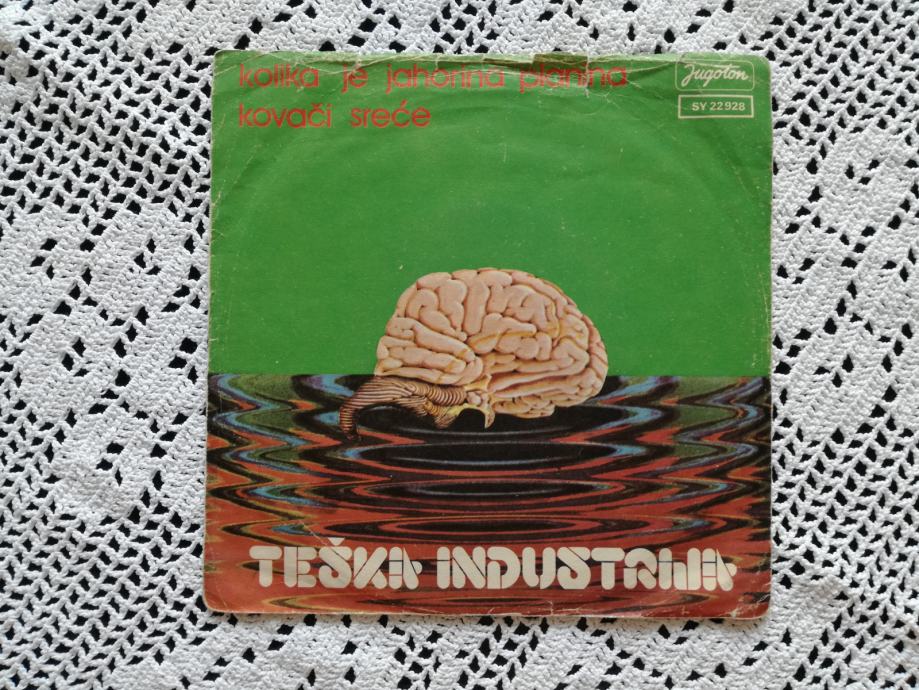 kolika je jahorina planina
kovači sreće
Jugoton
SY 22928
TEŠKA INDUSTRIJA